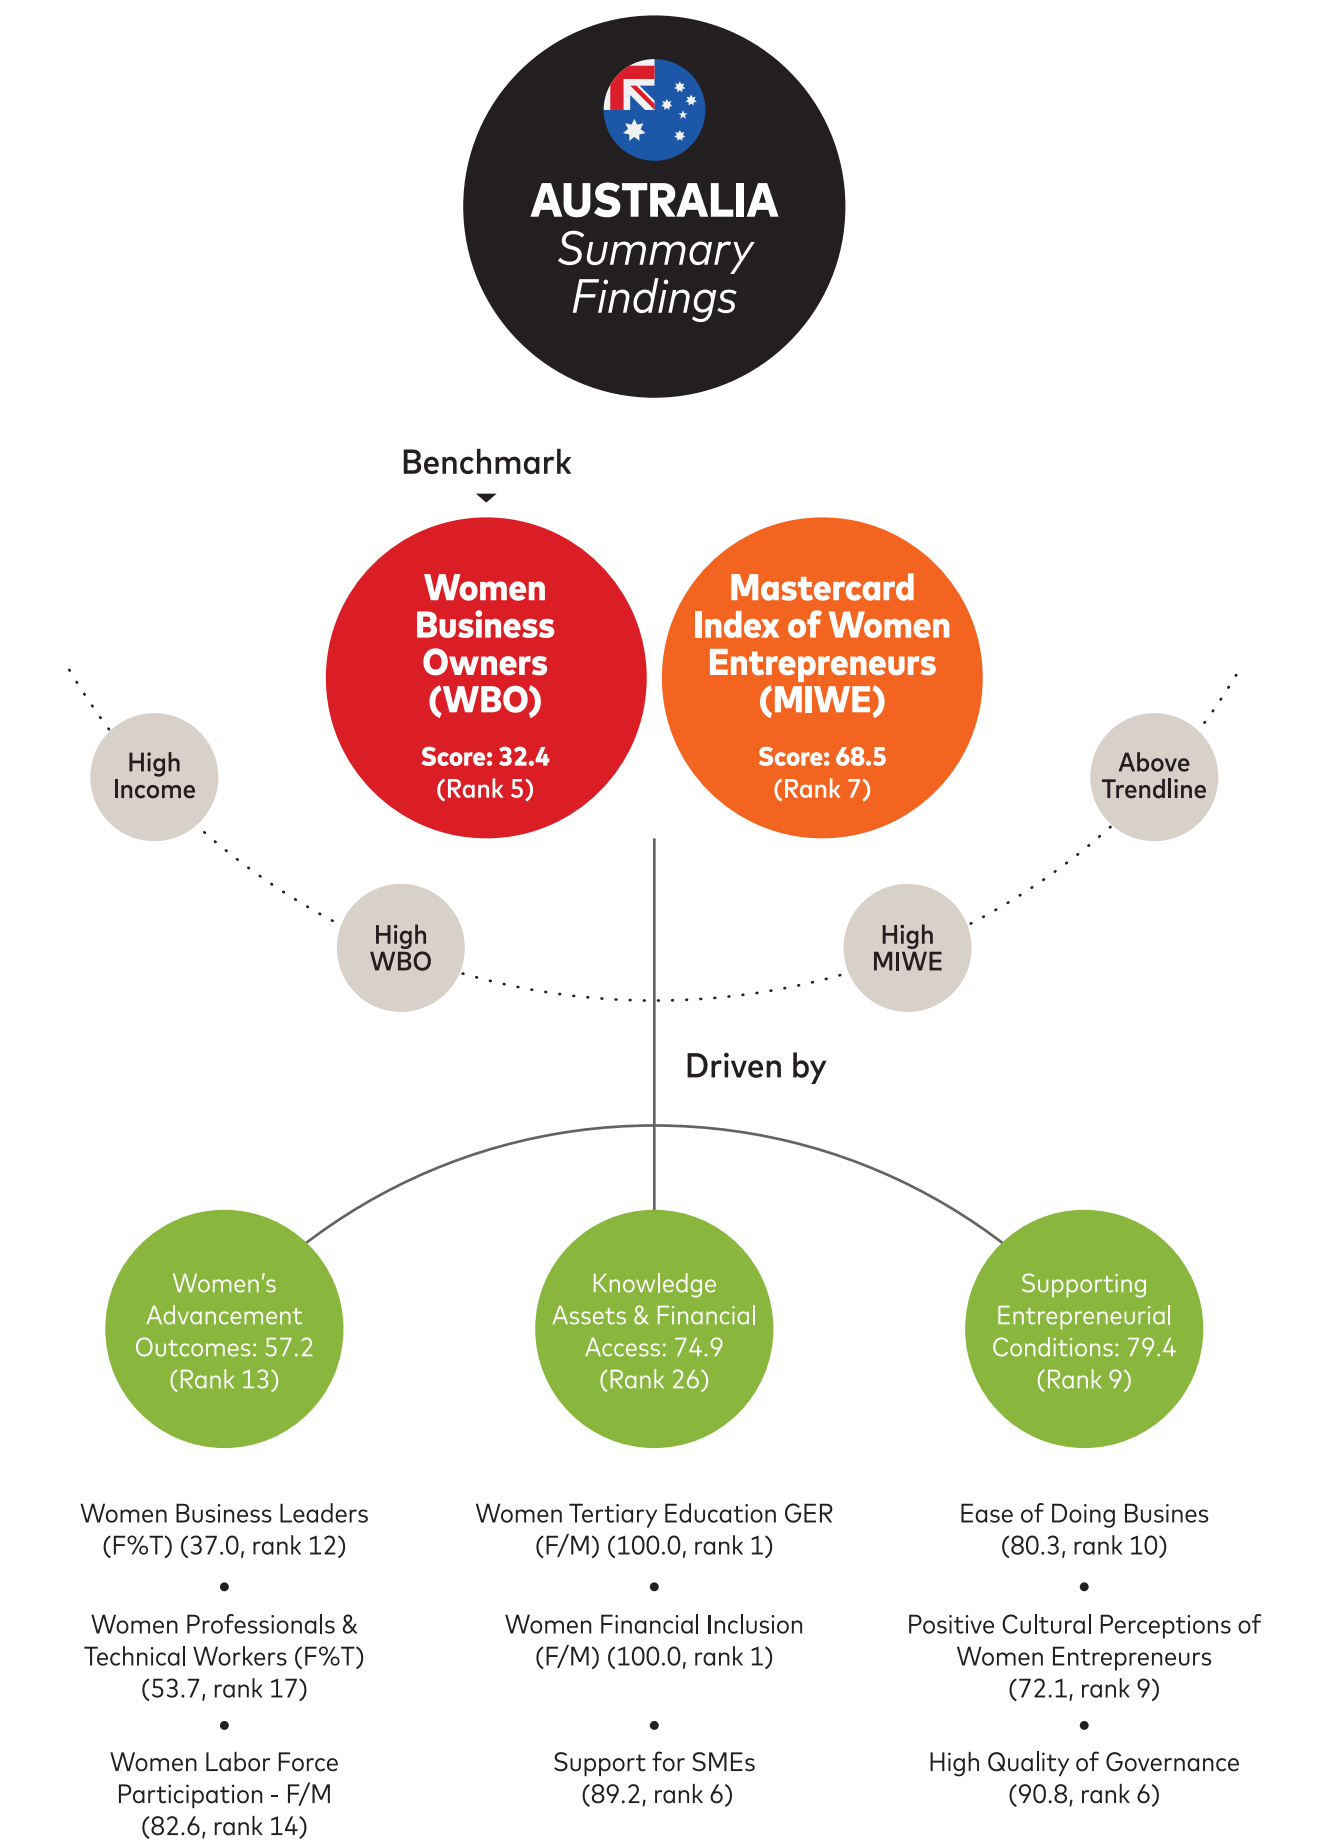 AUSTRALIA
Summary
Findings
Benchmark
Women
Business
Owners
(WBO)
Score: 32.4
(Rank 5)
Mastercard
Index of Women
Entrepreneurs
(MIWE)
Score: 68.5
(Rank 7)
High
Income
High
WBO
High
MIWE
Above
Trendline
Driven by
Women's
Advancement
Outcomes: 57.2
(Rank 13)
Knowledge
Assets & Financial
Access: 74.9
(Rank 26)
Supporting
Entrepreneurial
Conditions: 79.4
(Rank 9)
Women Business Leaders
(F%T) (37.0, rank 12)
•
Women Professionals &
Technical Workers (F%T)
(53.7, rank 17)
•
Women Labor Force
Participation - F/M
(82.6, rank 14)
Women Tertiary Education GER
(F/M) (100.0, rank 1)
•
Women Financial Inclusion
(F/M) (100.0, rank 1)
•
Support for SMEs
(89.2, rank 6)
Ease of Doing Busines
(80.3, rank 10)
•
Positive Cultural Perceptions of
Women Entrepreneurs
(72.1, rank 9)
•
High Quality of Governance
(90.8, rank 6)